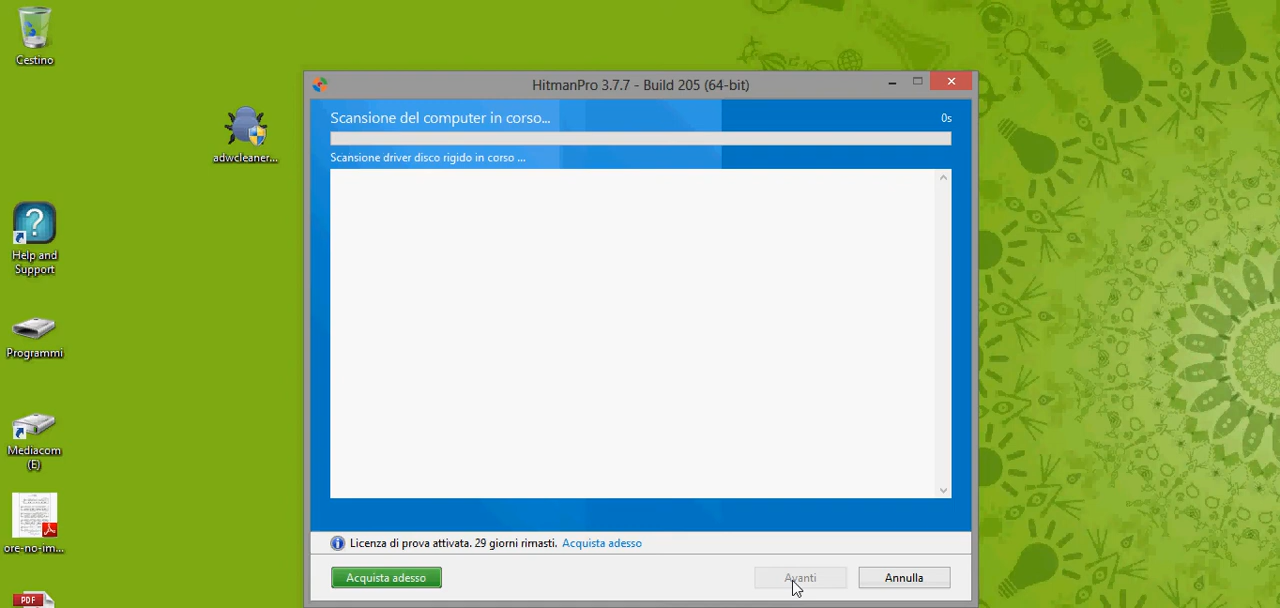 Cestino
adwcleaner...
Help and
Support
Programmi
Mediacom
(E)
ore-no-im...
PDF
HitmanPro 3.7.7 - Build 205 (64-bit)
Scansione del computer in corso...
0s
Scansione driver disco rigido in corso ...
Licenza di prova attivata. 29 giorni rimasti. Acquista adesso
Acquista adesso
Avanti
Annulla